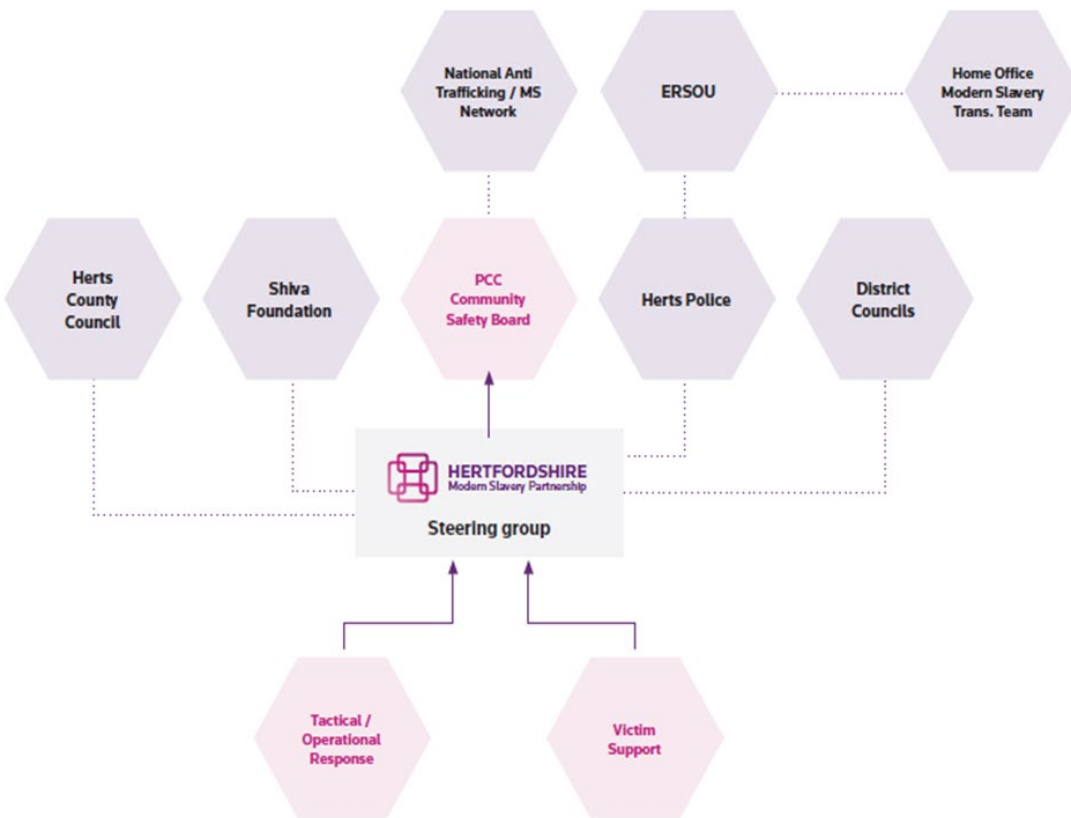 National Anti
Trafficking / MS
Network
ERSOU
Home Office
Modern Slavery
Trans. Team
Herts
County
Council
Shiva
Foundation
PCC
Community
Safety Board
Herts Police
District
Councils
HERTFORDSHIRE
Modern Slavery Partnership
Steering group
Tactical /
Operational
Response
Victim
Support